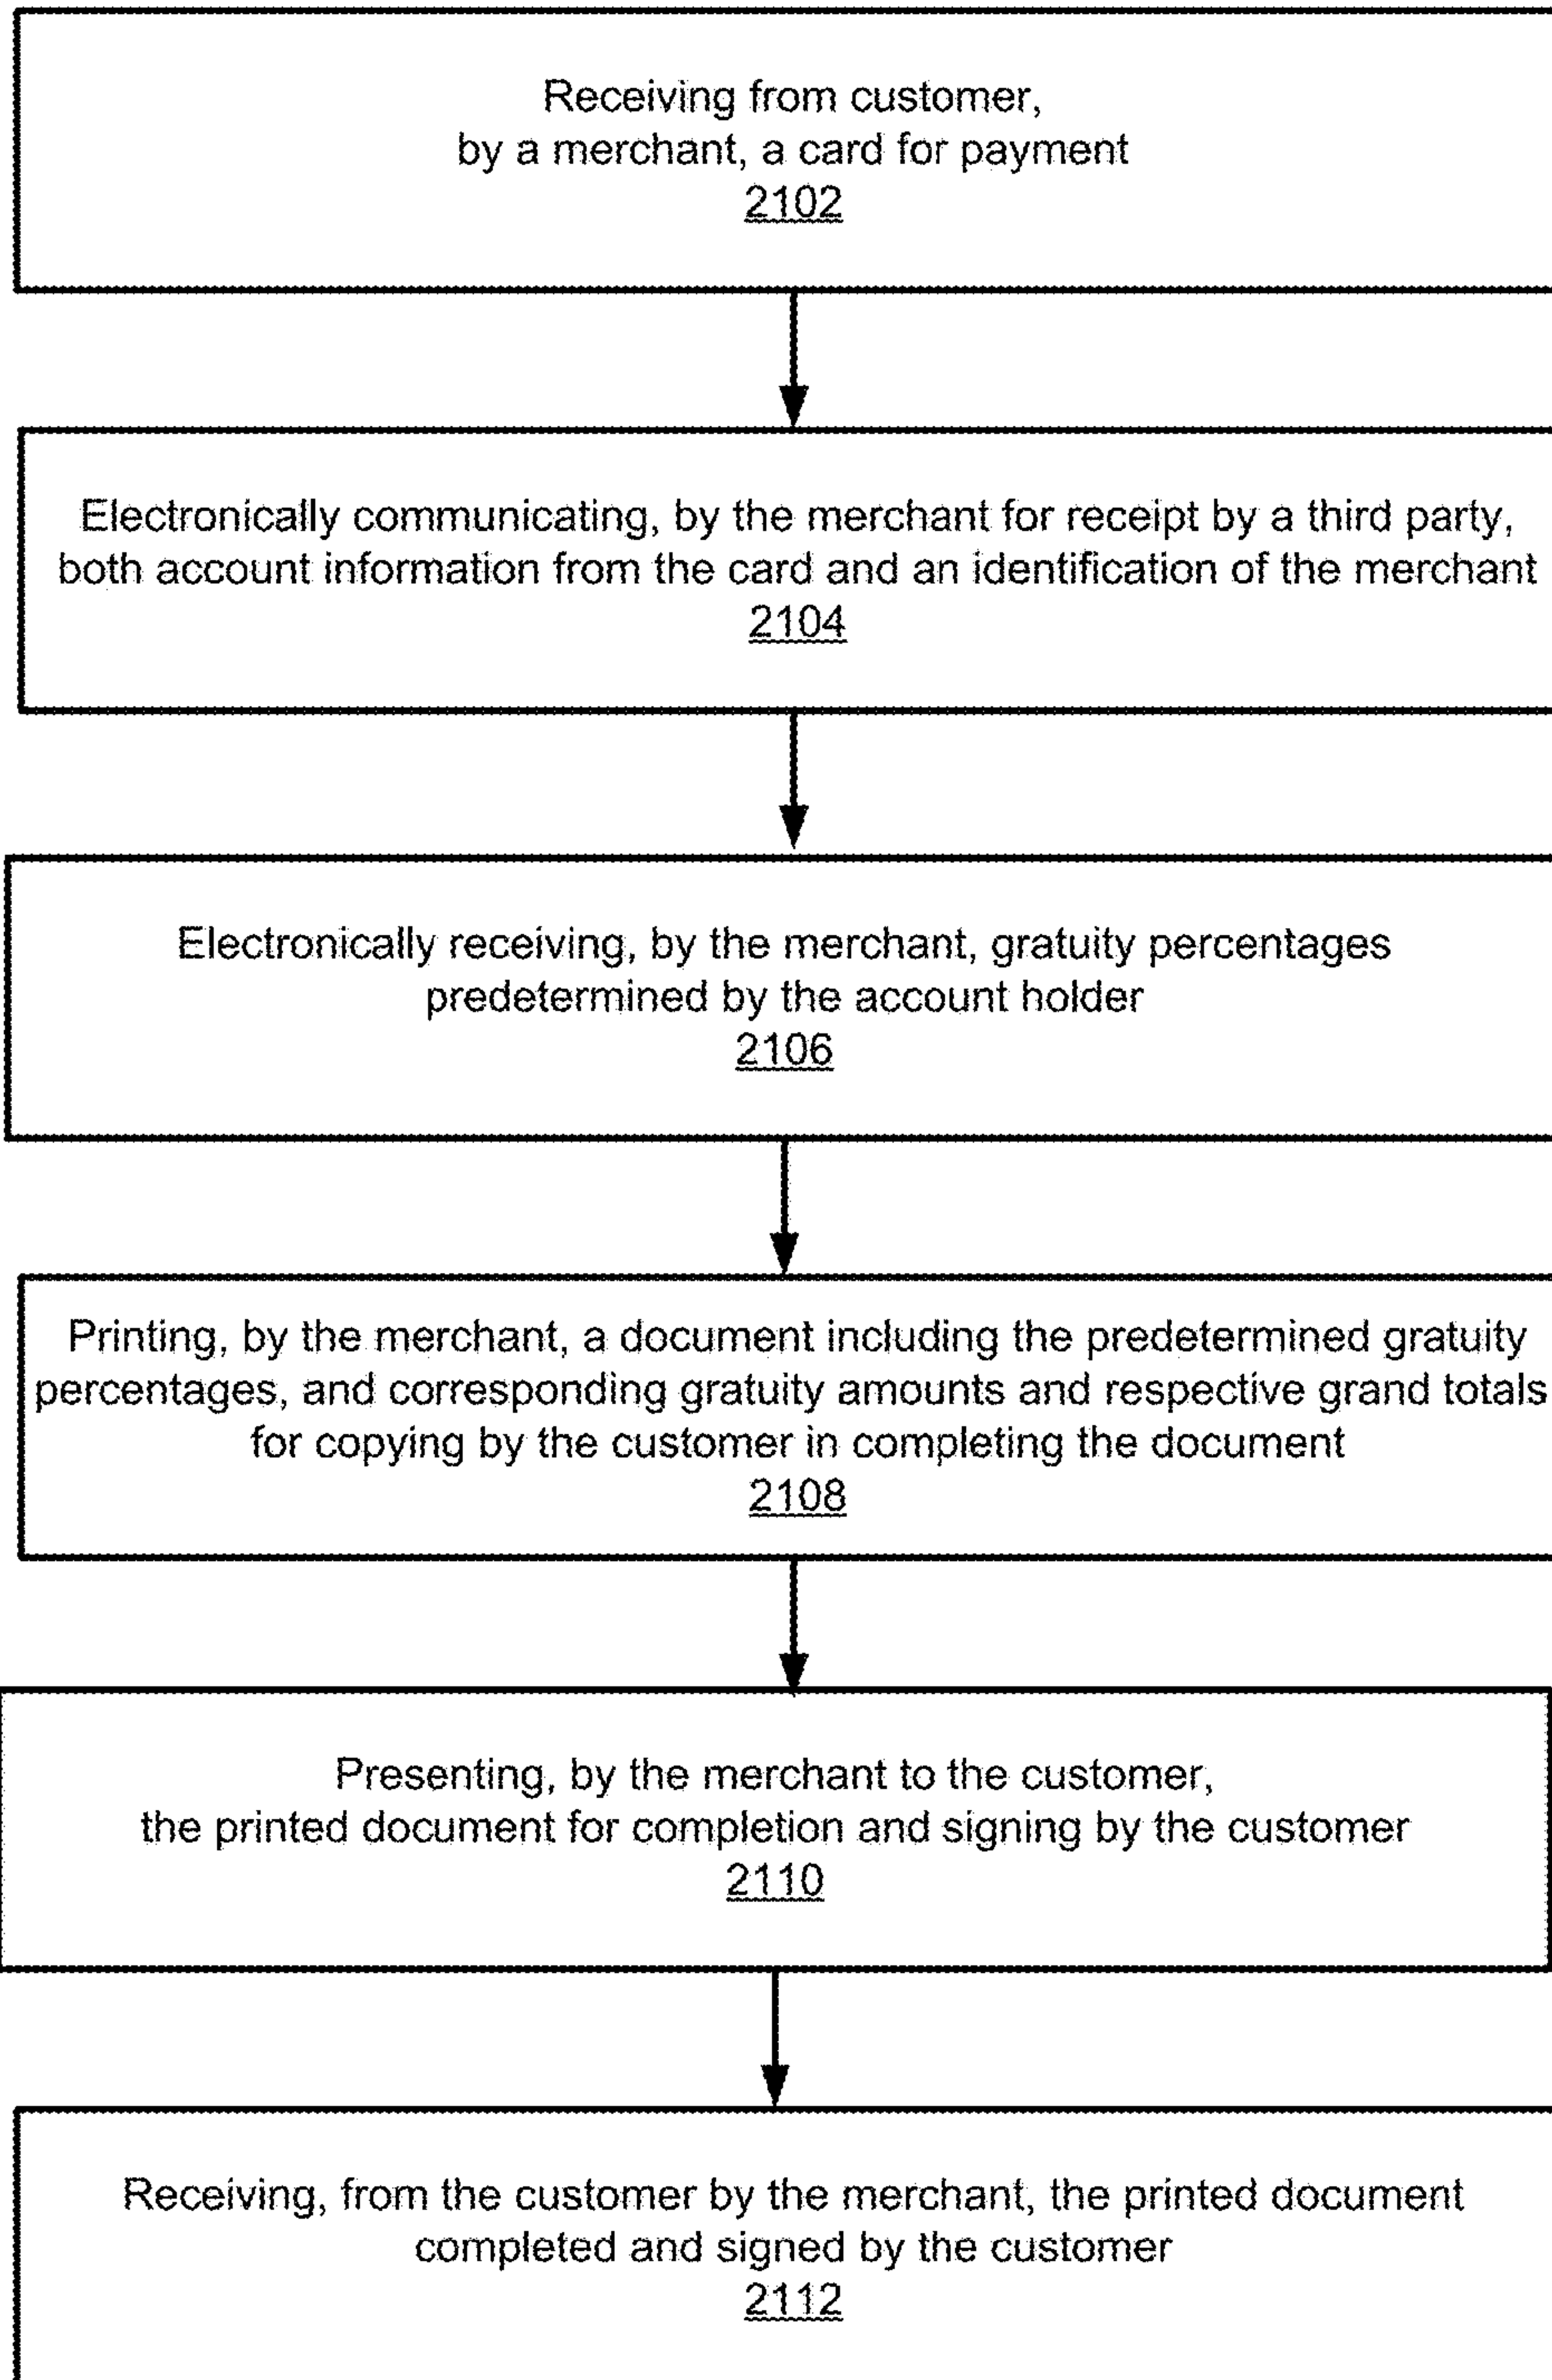 Receiving from customer,
by a merchant, a card for payment
2102
Electronically communicating, by the merchant for receipt by a third party,
both account information from the card and an identification of the merchant
2104
Electronically receiving, by the merchant, gratuity percentages
predetermined by the account holder
2106
Printing, by the merchant, a document including the predetermined gratuity
percentages, and corresponding gratuity amounts and respective grand totals
for copying by the customer in completing the document
2108
Presenting, by the merchant to the customer,
the printed document for completion and signing by the customer
2110
Receiving, from the customer by the merchant, the printed document
completed and signed by the customer
2112